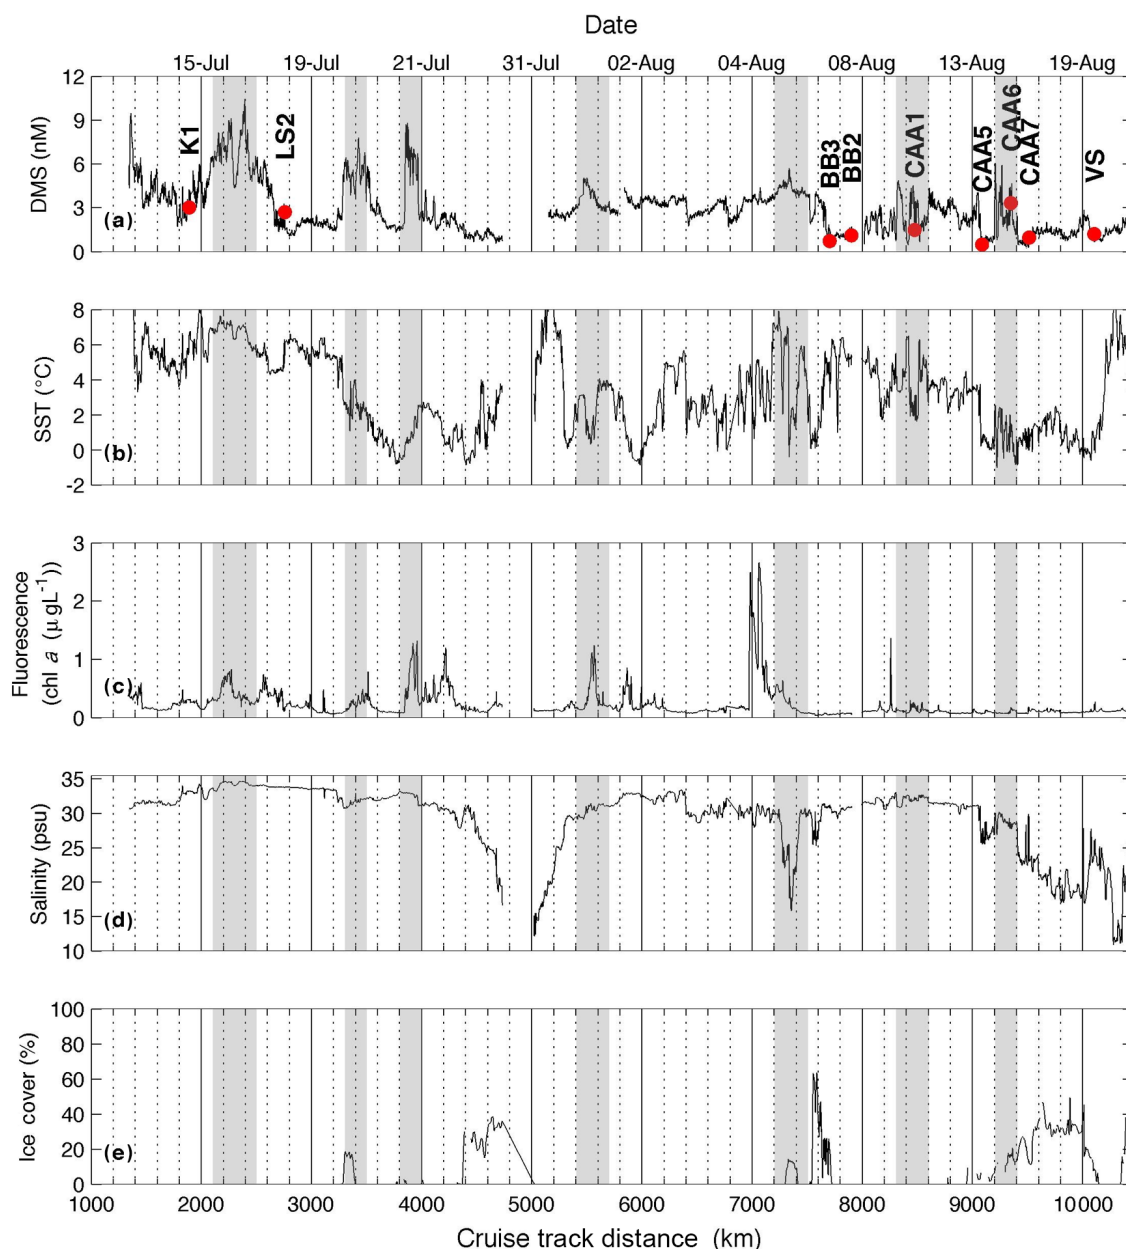 Date
15-Jul 19-Jul 21-Jul 31-Jul 02-Aug 04-Aug 08-Aug 13-Aug 19-Aug
12
9
6
3
0
DMS (nM)
(a)
K1
LS2
BB3
BB2
CAA1
CAA5
CAA6
CAA7
VS
8
6
4
2
0
-2
SST (°C)
(b)
3
2
1
0
Fluorescence
(chl a (μgL⁻¹))
(c)
35
30
25
20
15
10
Salinity (psu)
(d)
100
80
60
40
20
0
Ice cover (%)
(e)
1000 2000 3000 4000 5000 6000 7000 8000 9000 10000
Cruise track distance (km)